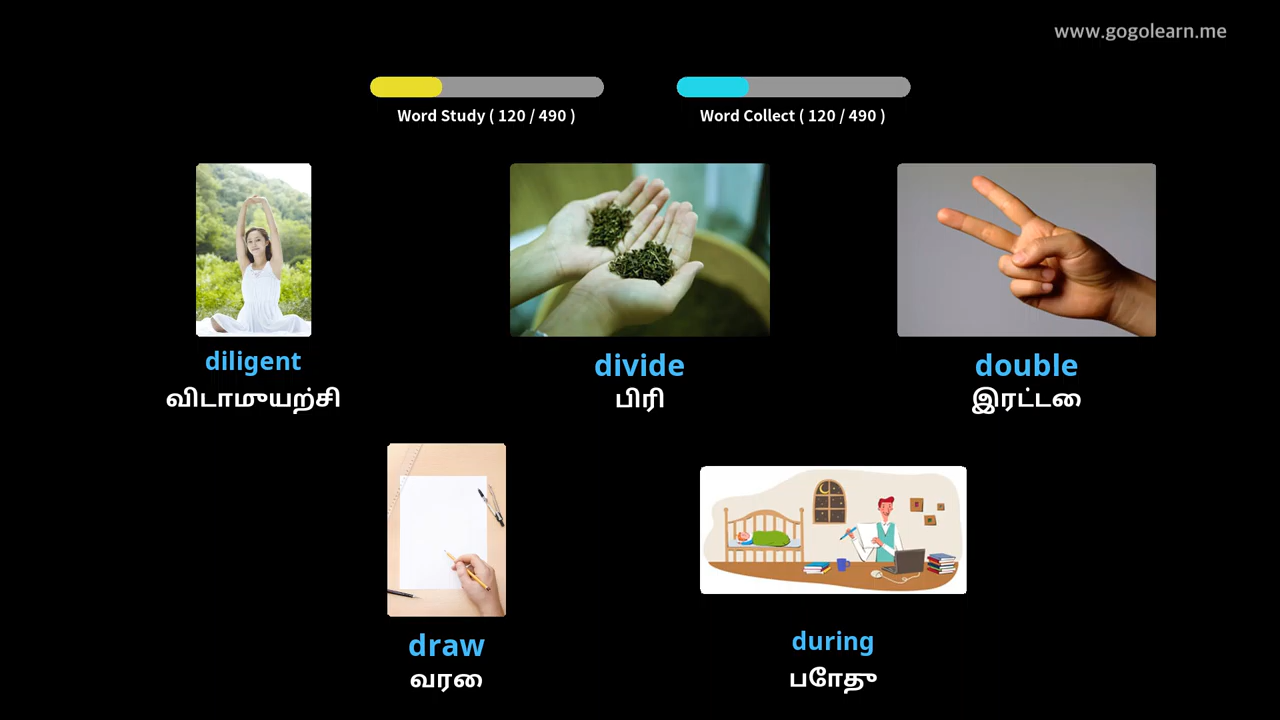 www.gogolearn.me
Word Study ( 120 / 490 )
Word Collect ( 120 / 490 )
diligent
விடாமுயற்சி
divide
பிரி
double
இரட்டை
draw
வரை
during
போது